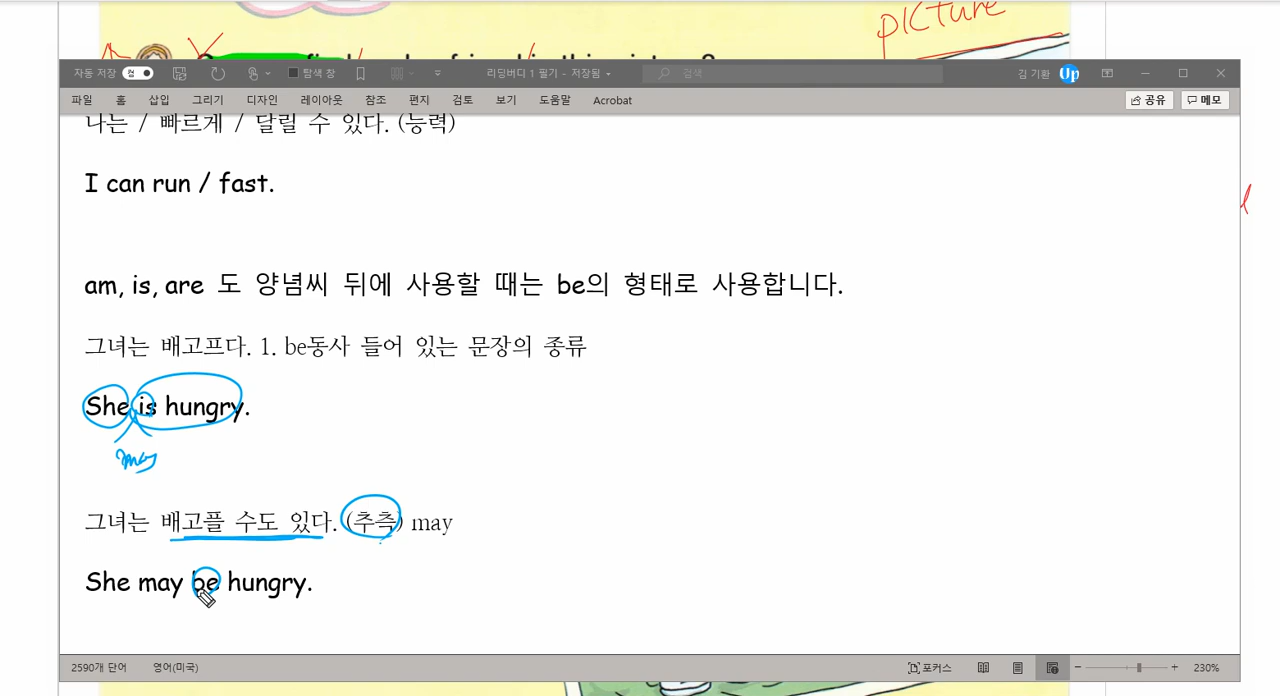 picture
자동 저장 켬 탐색 창 리딩버디 1 필기 - 저장됨 검색 김 기환 Up
파일 홈 삽입 그리기 디자인 레이아웃 참조 편지 검토 보기 도움말 Acrobat 공유 메모
나는 / 빠르게 / 달릴 수 있다. (능력)
I can run / fast.
am, is, are 도 양념씨 뒤에 사용할 때는 be의 형태로 사용합니다.
그녀는 배고프다. 1. be동사 들어 있는 문장의 종류
She is hungry.
may
그녀는 배고플 수도 있다. (추측) may
She may be hungry.
2590개 단어 영어(미국) 포커스 230%